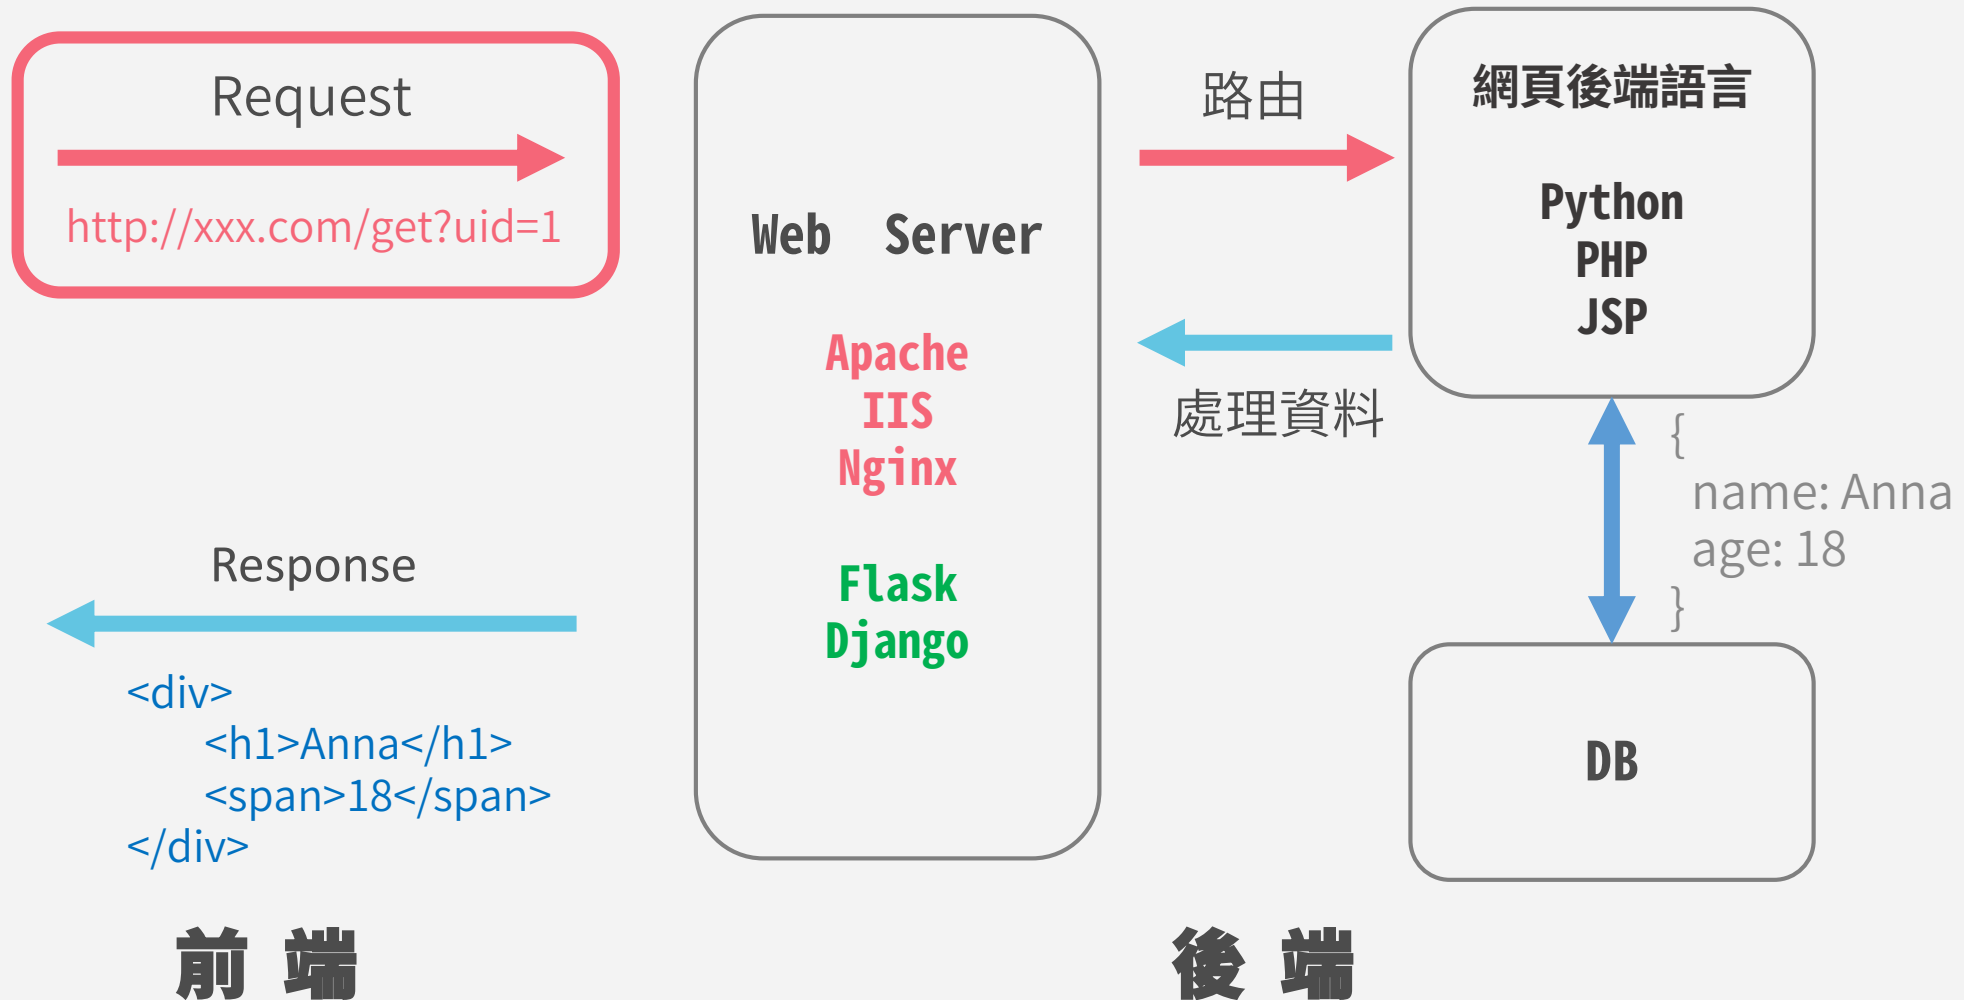 Request
http://xxx.com/get?uid=1
Response
<div>
<h1>Anna</h1>
<span>18</span>
</div>
前 端
Web Server
Apache
IIS
Nginx
Flask
Django
路由
處理資料
網頁後端語言
Python
PHP
JSP
{
name: Anna
age: 18
}
DB
後 端